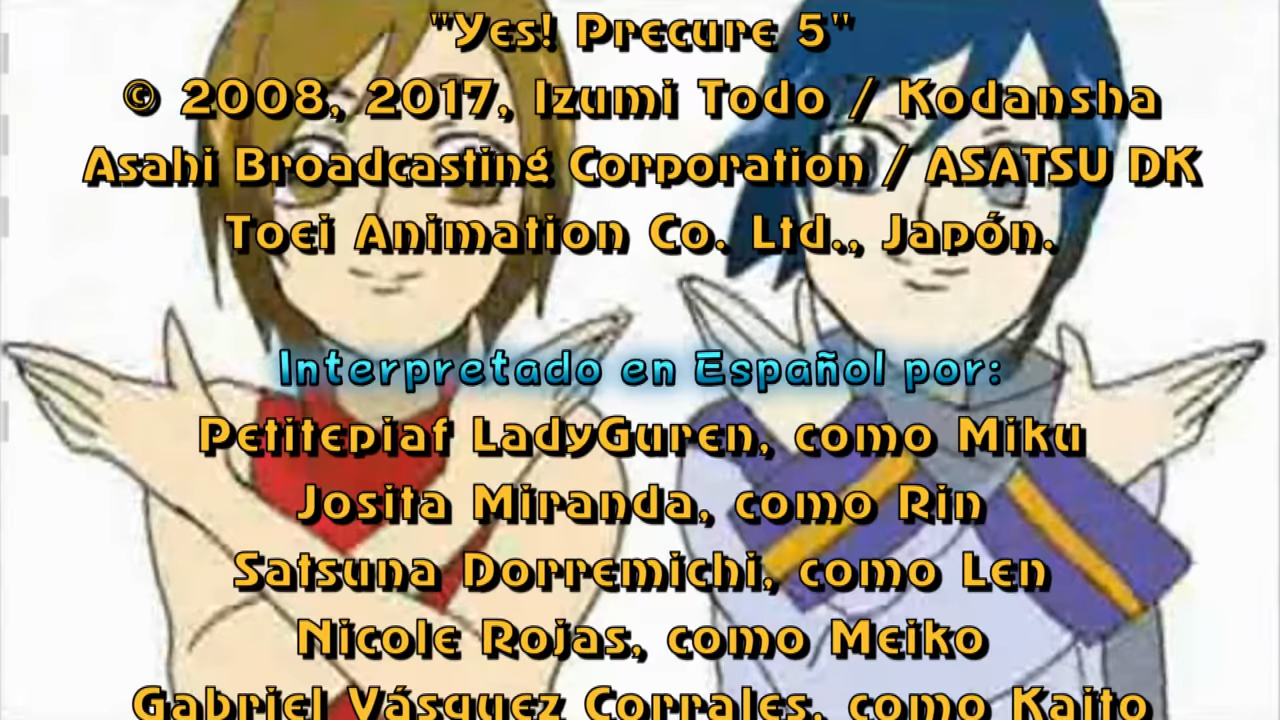 "Yes! Precure 5"
© 2008, 2017, Izumi Todo / Kodansha
Asahi Broadcasting Corporation / ASATSU DK
Toei Animation Co. Ltd., Japón.
Interpretado en Español por:
Petitepiaf LadyGuren, como Miku
Josita Miranda, como Rin
Satsuna Dorremichi, como Len
Nicole Rojas, como Meiko
Gabriel Vásquez Corrales, como Kaito